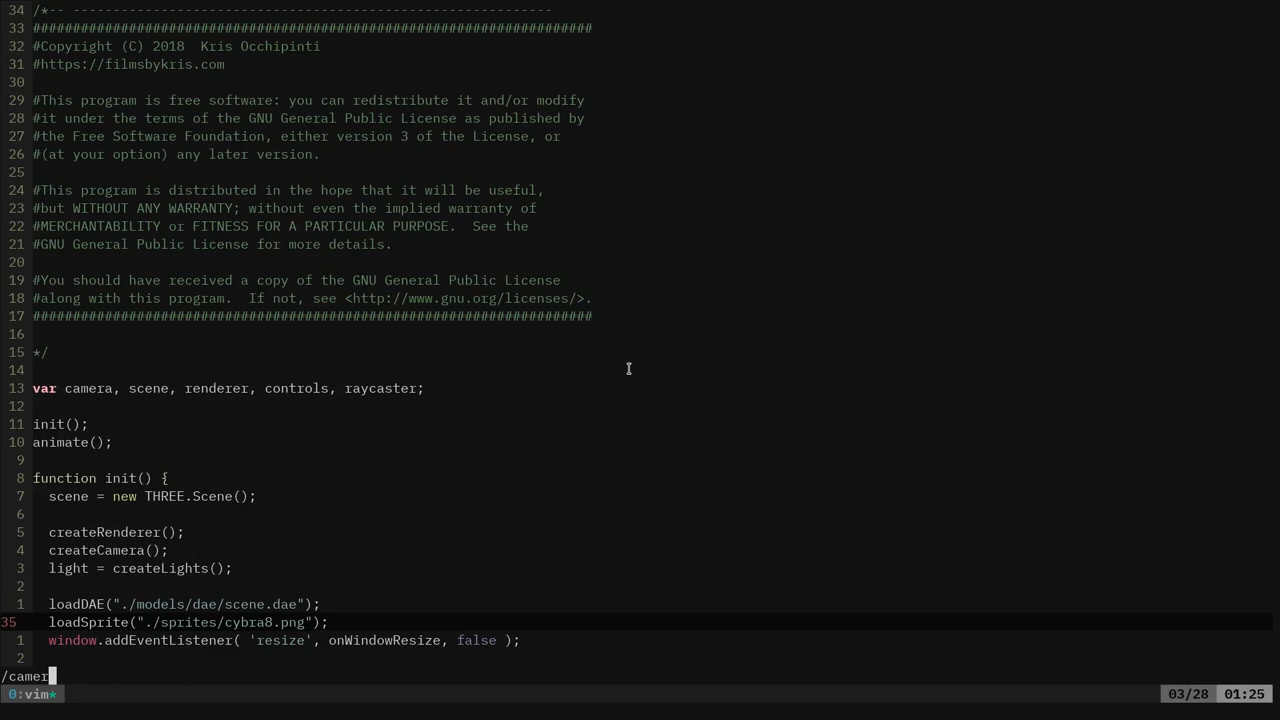 34 /*-- ------------------------------------------------------------
33 ######################################################################
32 #Copyright (C) 2018  Kris Occhipinti
31 #https://filmsbykris.com
30
29 #This program is free software: you can redistribute it and/or modify
28 #it under the terms of the GNU General Public License as published by
27 #the Free Software Foundation, either version 3 of the License, or
26 #(at your option) any later version.
25
24 #This program is distributed in the hope that it will be useful,
23 #but WITHOUT ANY WARRANTY; without even the implied warranty of
22 #MERCHANTABILITY or FITNESS FOR A PARTICULAR PURPOSE.  See the
21 #GNU General Public License for more details.
20
19 #You should have received a copy of the GNU General Public License
18 #along with this program.  If not, see <http://www.gnu.org/licenses/>.
17 ######################################################################
16
15 */
14
13 var camera, scene, renderer, controls, raycaster;
12
11 init();
10 animate();
9
8 function init() {
7   scene = new THREE.Scene();
6
5   createRenderer();
4   createCamera();
3   light = createLights();
2
1   loadDAE("./models/dae/scene.dae");
35   loadSprite("./sprites/cybra8.png");
1   window.addEventListener( 'resize', onWindowResize, false );
2
/camer
0:vim* 03/28 01:25